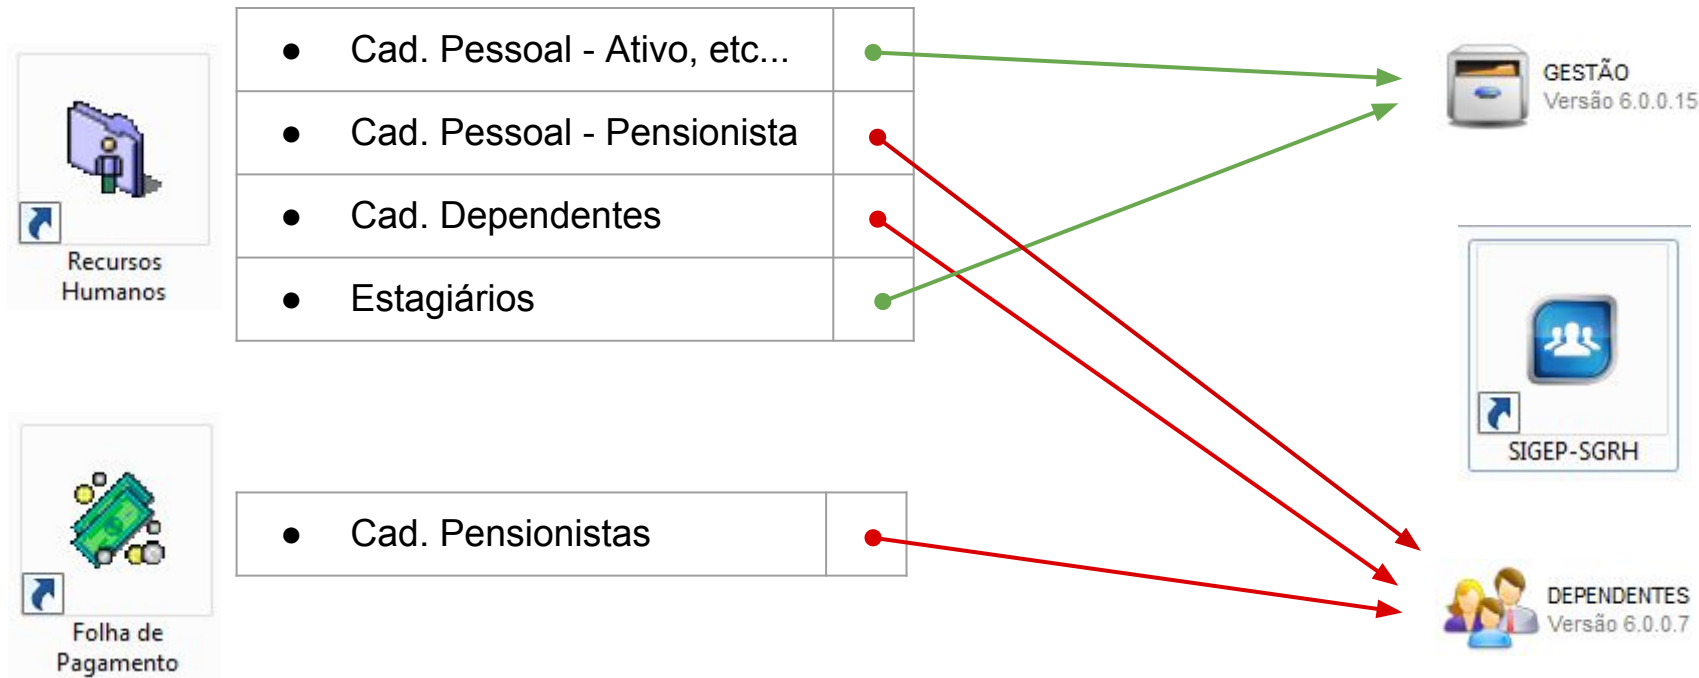 ● Cad. Pessoal - Ativo, etc...
● Cad. Pessoal - Pensionista
● Cad. Dependentes
● Estagiários
Recursos
Humanos
● Cad. Pensionistas
Folha de
Pagamento
GESTÃO
Versão 6.0.0.15
SIGEP-SGRH
DEPENDENTES
Versão 6.0.0.7